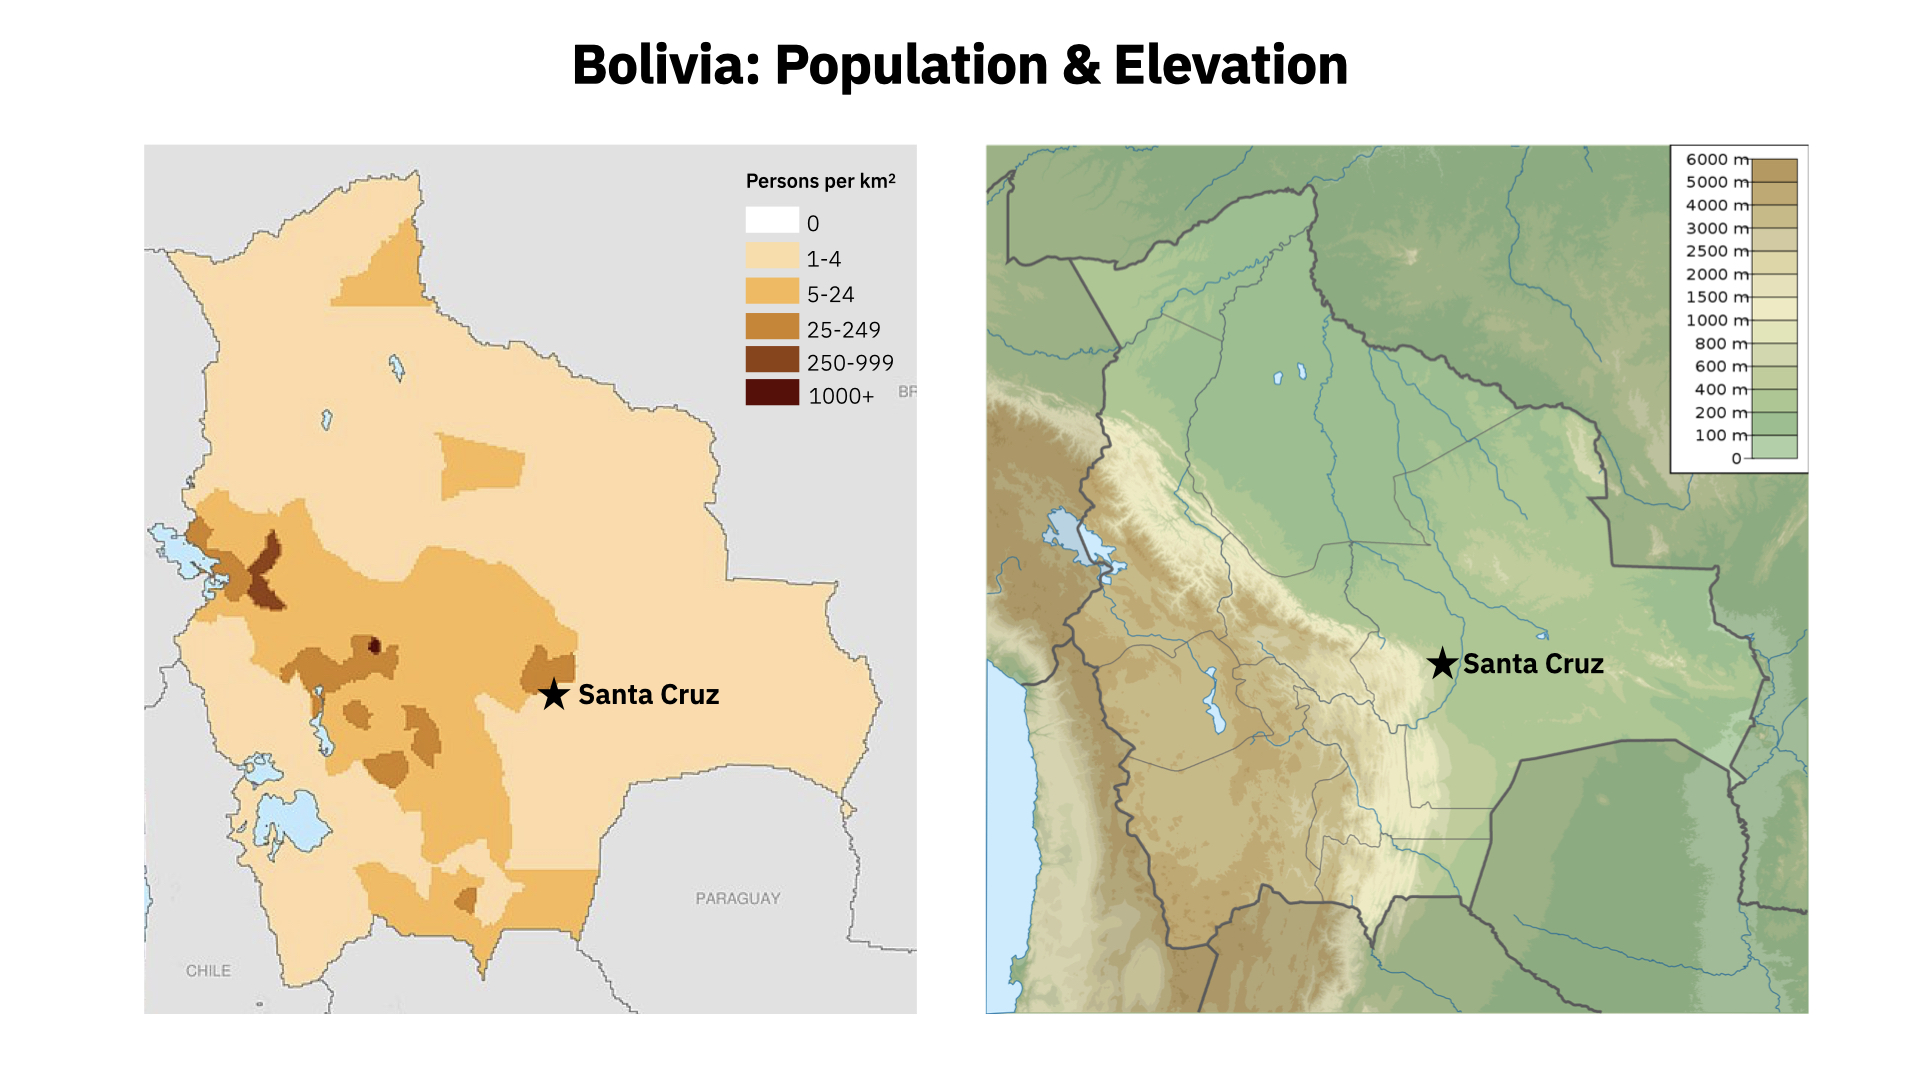 Bolivia: Population & Elevation
Persons per km²
0
1-4
5-24
25-249
250-999
1000+
BR
Santa Cruz
PARAGUAY
CHILE
6000 m
5000 m
4000 m
3000 m
2500 m
2000 m
1500 m
1000 m
800 m
600 m
400 m
200 m
100 m
0
Santa Cruz